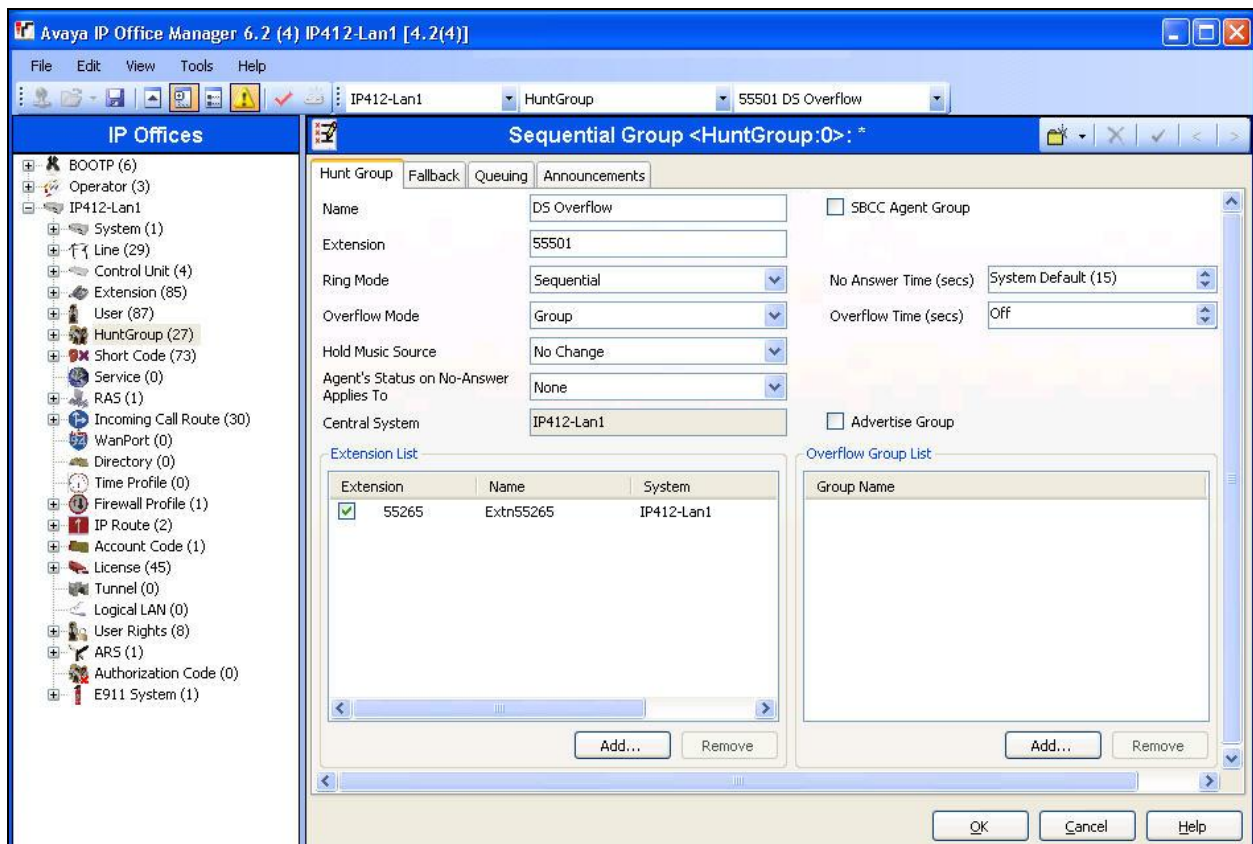 Avaya IP Office Manager 6.2 (4) IP412-Lan1 [4.2(4)]
File Edit View Tools Help
IP412-Lan1 HuntGroup 55501 DS Overflow
IP Offices
BOOTP (6)
Operator (3)
IP412-Lan1
System (1)
Line (29)
Control Unit (4)
Extension (85)
User (87)
HuntGroup (27)
Short Code (73)
Service (0)
RAS (1)
Incoming Call Route (30)
WanPort (0)
Directory (0)
Time Profile (0)
Firewall Profile (1)
IP Route (2)
Account Code (1)
License (45)
Tunnel (0)
Logical LAN (0)
User Rights (8)
ARS (1)
Authorization Code (0)
E911 System (1)
Sequential Group <HuntGroup:0>: *
Hunt Group Fallback Queuing Announcements
Name DS Overflow SBCC Agent Group
Extension 55501
Ring Mode Sequential No Answer Time (secs) System Default (15)
Overflow Mode Group Overflow Time (secs) Off
Hold Music Source No Change
Agent's Status on No-Answer
Applies To None
Central System IP412-Lan1 Advertise Group
Extension List Overflow Group List
Extension Name System Group Name
55265 Extn55265 IP412-Lan1
Add... Remove Add... Remove
OK Cancel Help